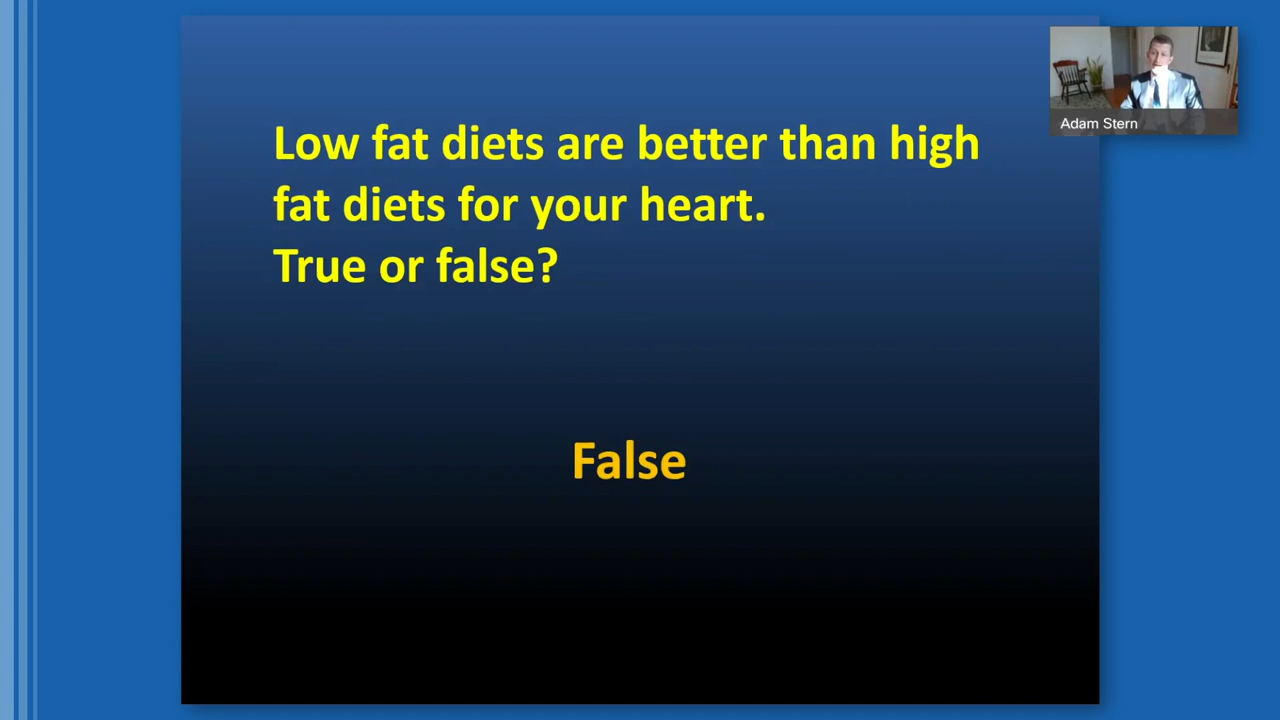 Low fat diets are better than high
fat diets for your heart.
True or false?
False
Adam Stern